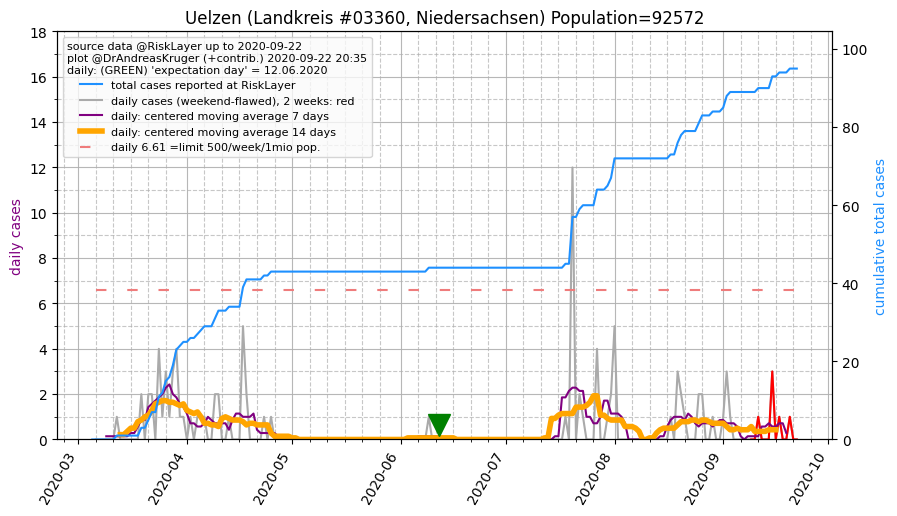 Uelzen (Landkreis #03360, Niedersachsen) Population=92572
source data @RiskLayer up to 2020-09-22
plot @DrAndreasKruger (+contrib.) 2020-09-22 20:35
daily: (GREEN) 'expectation day' = 12.06.2020
total cases reported at RiskLayer
daily cases (weekend-flawed), 2 weeks: red
daily: centered moving average 7 days
daily: centered moving average 14 days
daily 6.61 =limit 500/week/1mio pop.
daily cases
18
16
14
12
10
8
6
4
2
0
100
80
60
40
20
0
cumulative total cases
2020-03
2020-04
2020-05
2020-06
2020-07
2020-08
2020-09
2020-10